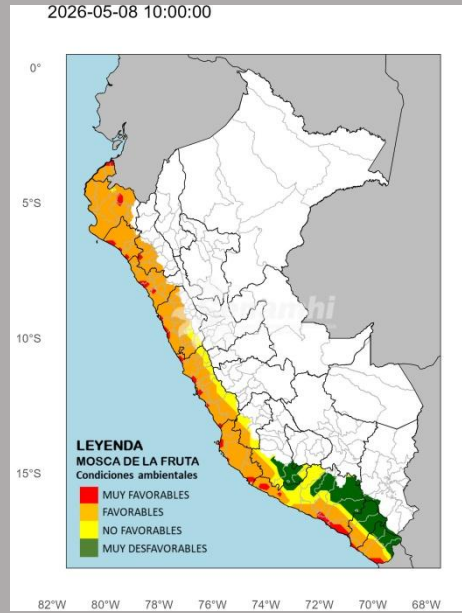 2026-05-08 10:00:00
0°
5°S
10°S
15°S
LEYENDA
MOSCA DE LA FRUTA
Condiciones ambientales
MUY FAVORABLES
FAVORABLES
NO FAVORABLES
MUY DESFAVORABLES
82°W 80°W 78°W 76°W 74°W 72°W 70°W 68°W